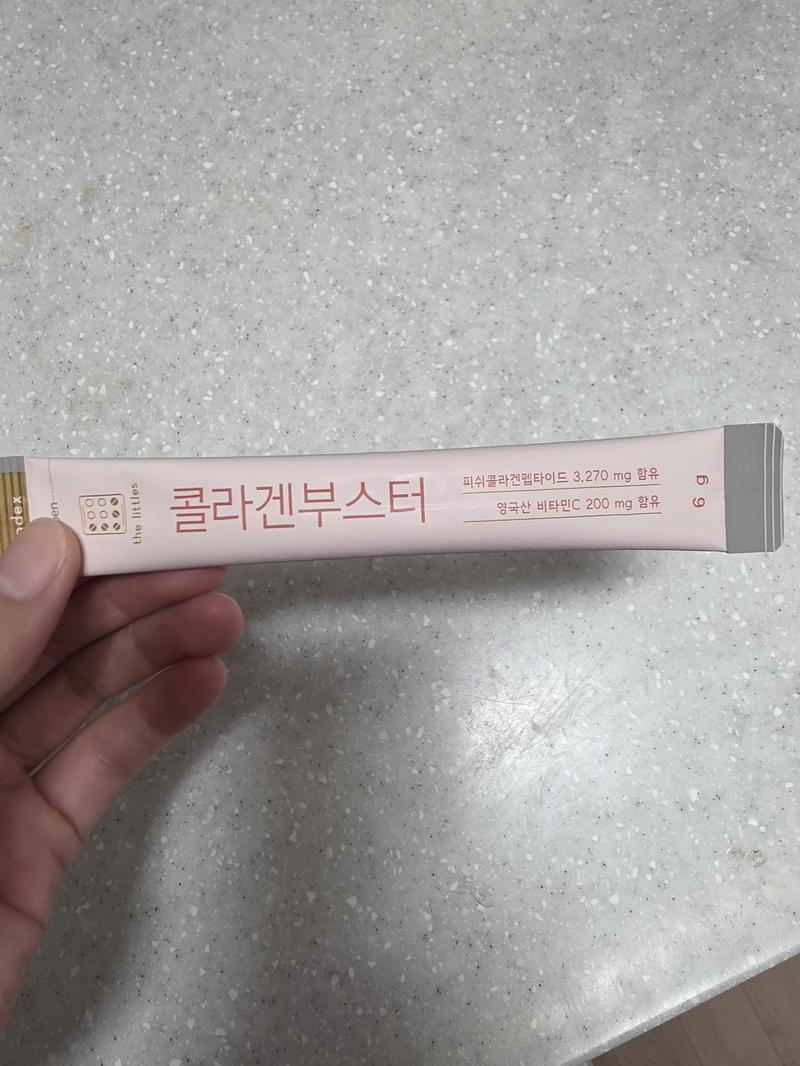 the littles
콜라겐부스터
피쉬콜라겐펩타이드 3,270 mg 함유
영국산 비타민C 200 mg 함유
6 g